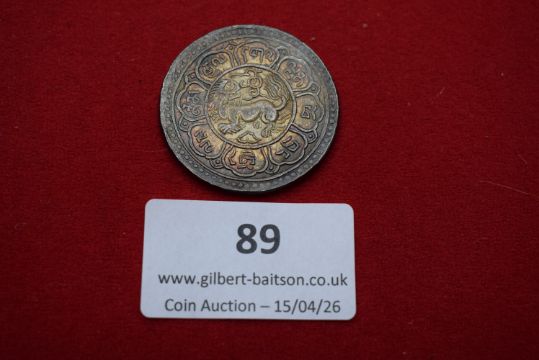 89
www.gilbert-baitson.co.uk
Coin Auction – 15/04/26